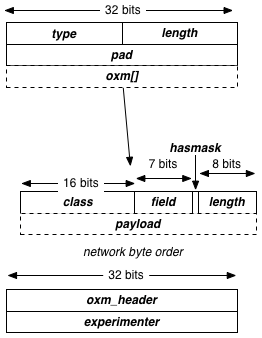 32 bits
type length
pad
oxm[]
hasmask
7 bits 8 bits
16 bits
class field length
payload
network byte order
32 bits
oxm_header
experimenter